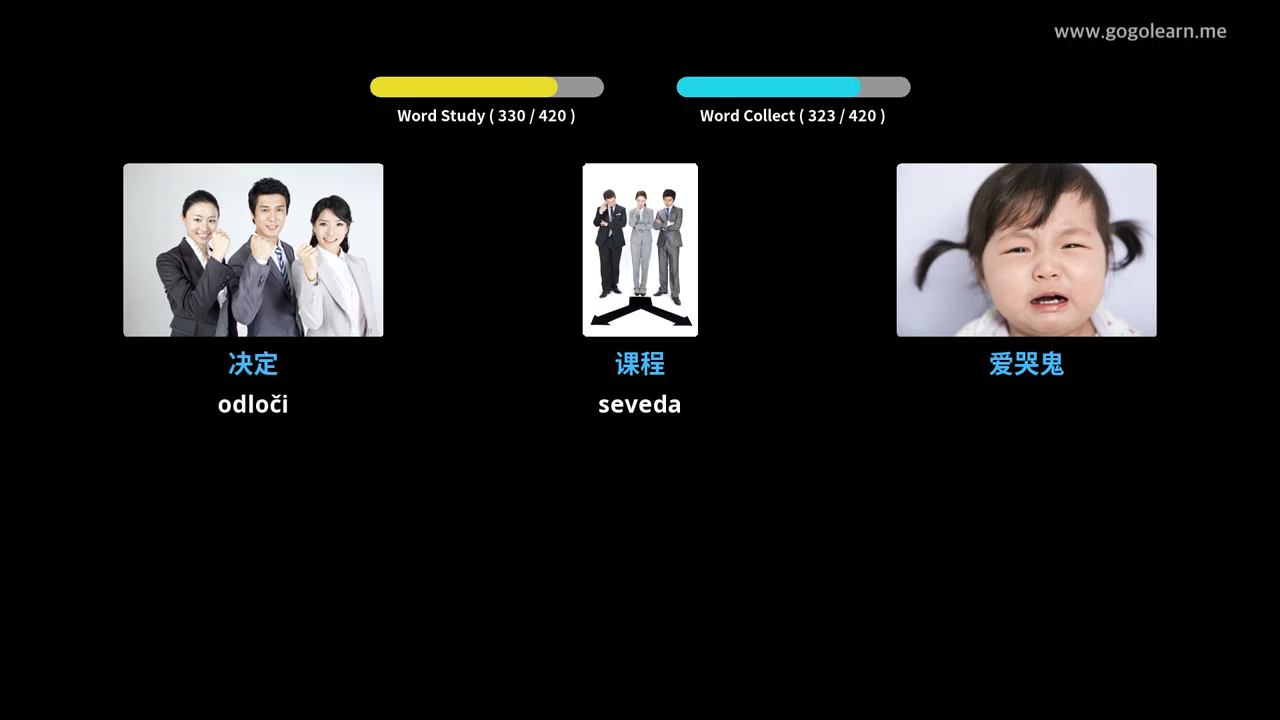 www.gogolearn.me
Word Study ( 330 / 420 )
Word Collect ( 323 / 420 )
决定
课程
爱哭鬼
odloči
seveda